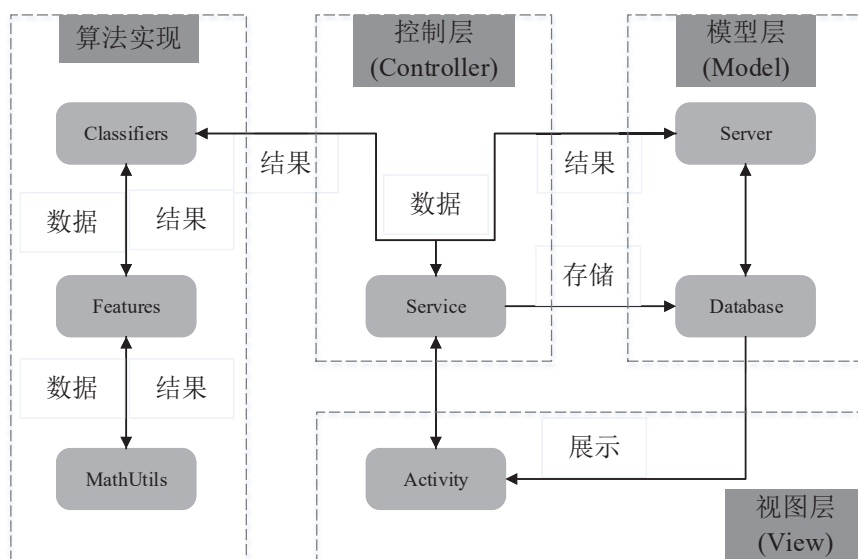 算法实现
控制层
(Controller)
模型层
(Model)
Classifiers
Server
结果
结果
数据
结果
数据
存储
Features
Service
Database
数据
结果
展示
MathUtils
Activity
视图层
(View)